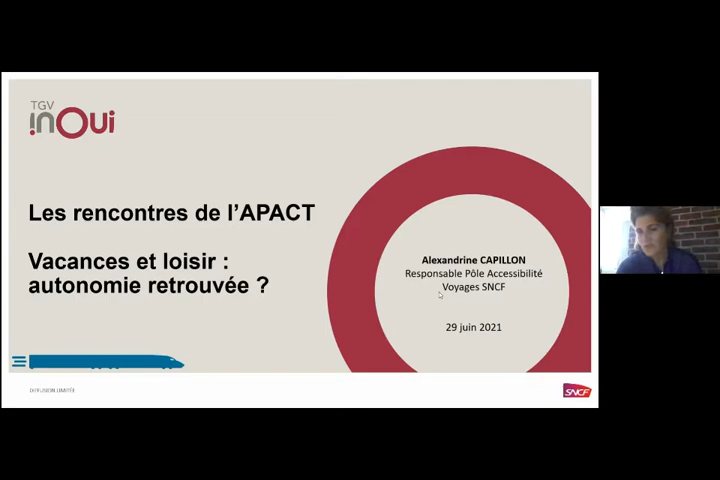 TGV
inOui
Les rencontres de l’APACT
Vacances et loisir :
autonomie retrouvée ?
Alexandrine CAPILLON
Responsable Pôle Accessibilité
Voyages SNCF
29 juin 2021
DIFFUSION LIMITÉE
SNCF